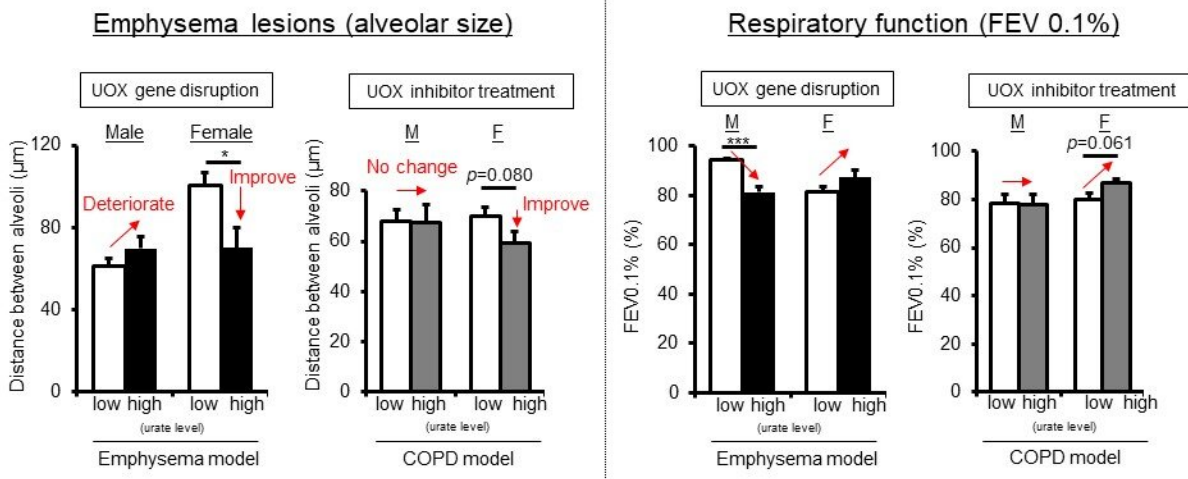 Emphysema lesions (alveolar size)
UOX gene disruption
Male Female
*
Deteriorate
Improve
Distance between alveoli (μm)
120
80
40
0
low high low high
(urate level)
Emphysema model
UOX inhibitor treatment
M F
No change
p=0.080
Improve
Distance between alveoli (μm)
80
60
40
20
0
low high low high
(urate level)
COPD model
Respiratory function (FEV 0.1%)
UOX gene disruption
M F
***
FEV0.1% (%)
100
80
60
40
20
0
low high low high
(urate level)
Emphysema model
UOX inhibitor treatment
M F
p=0.061
FEV0.1% (%)
100
80
60
40
20
0
low high low high
(urate level)
COPD model